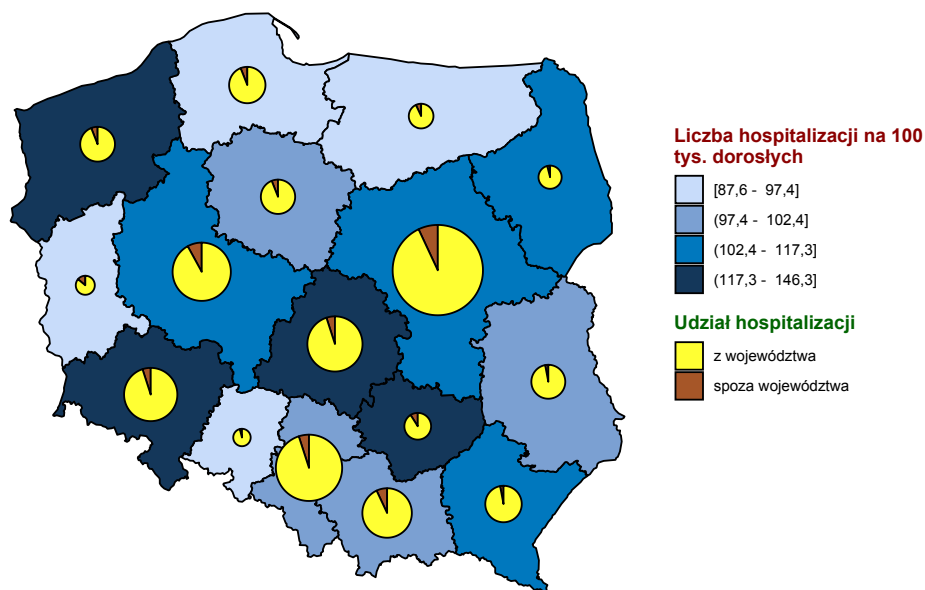 Liczba hospitalizacji na 100
tys. dorosłych
[87,6 - 97,4]
(97,4 - 102,4]
(102,4 - 117,3]
(117,3 - 146,3]
Udział hospitalizacji
z województwa
spoza województwa